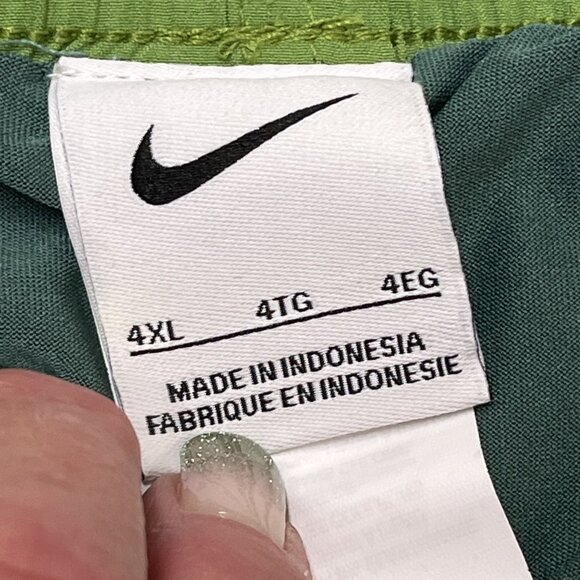 4XL 4TG 4EG
MADE IN INDONESIA
FABRIQUE EN INDONESIE